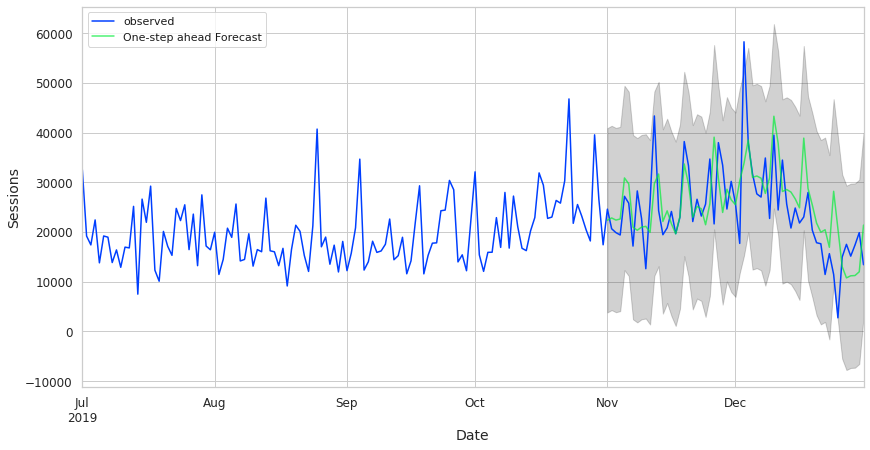 observed
One-step ahead Forecast
60000
50000
40000
30000
20000
10000
0
−10000
Sessions
Jul Aug Sep Oct Nov Dec
2019
Date